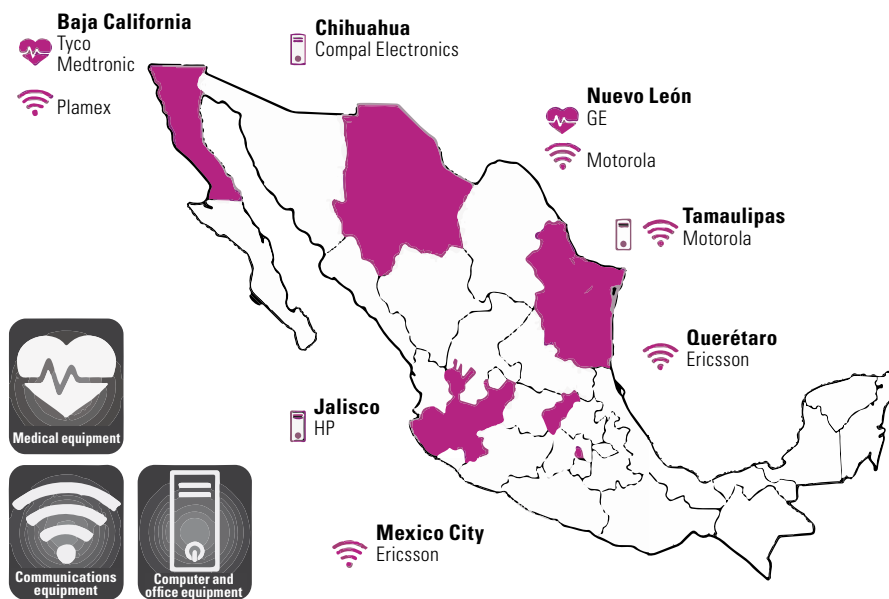 Baja California
Tyco
Medtronic
Plamex
Chihuahua
Compal Electronics
Nuevo León
GE
Motorola
Tamaulipas
Motorola
Querétaro
Ericsson
Jalisco
HP
Mexico City
Ericsson
Medical equipment
Communications
equipment
Computer and
office equipment